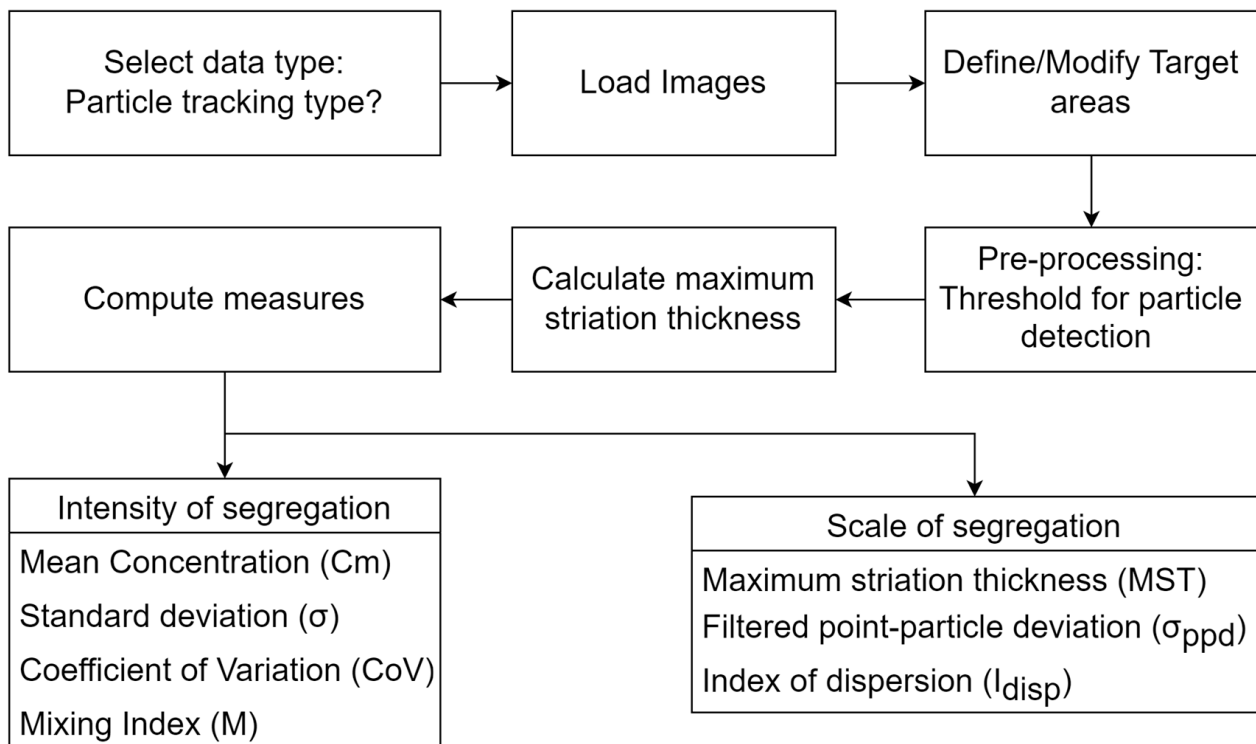 Select data type:
Particle tracking type?
Load Images
Define/Modify Target
areas
Pre-processing:
Threshold for particle
detection
Calculate maximum
striation thickness
Compute measures
Intensity of segregation
Mean Concentration (Cm)
Standard deviation (σ)
Coefficient of Variation (CoV)
Mixing Index (M)
Scale of segregation
Maximum striation thickness (MST)
Filtered point-particle deviation (σppd)
Index of dispersion (Idisp)